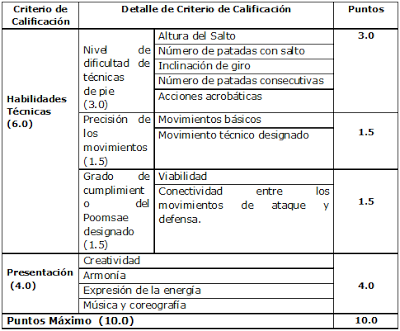 Criterio de Calificación Detalle de Criterio de Calificación Puntos
Habilidades Técnicas (6.0)
Nivel de dificultad de técnicas de pie (3.0)
Altura del Salto
Número de patadas con salto
Inclinación de giro
Número de patadas consecutivas
Acciones acrobáticas
3.0
Precisión de los movimientos (1.5)
Movimientos básicos
Movimiento técnico designado
1.5
Grado de cumplimient o del Poomsae designado (1.5)
Viabilidad
Conectividad entre los movimientos de ataque y defensa.
1.5
Presentación (4.0)
Creatividad
Armonía
Expresión de la energía
Música y coreografía
4.0
Puntos Máximo (10.0) 10.0